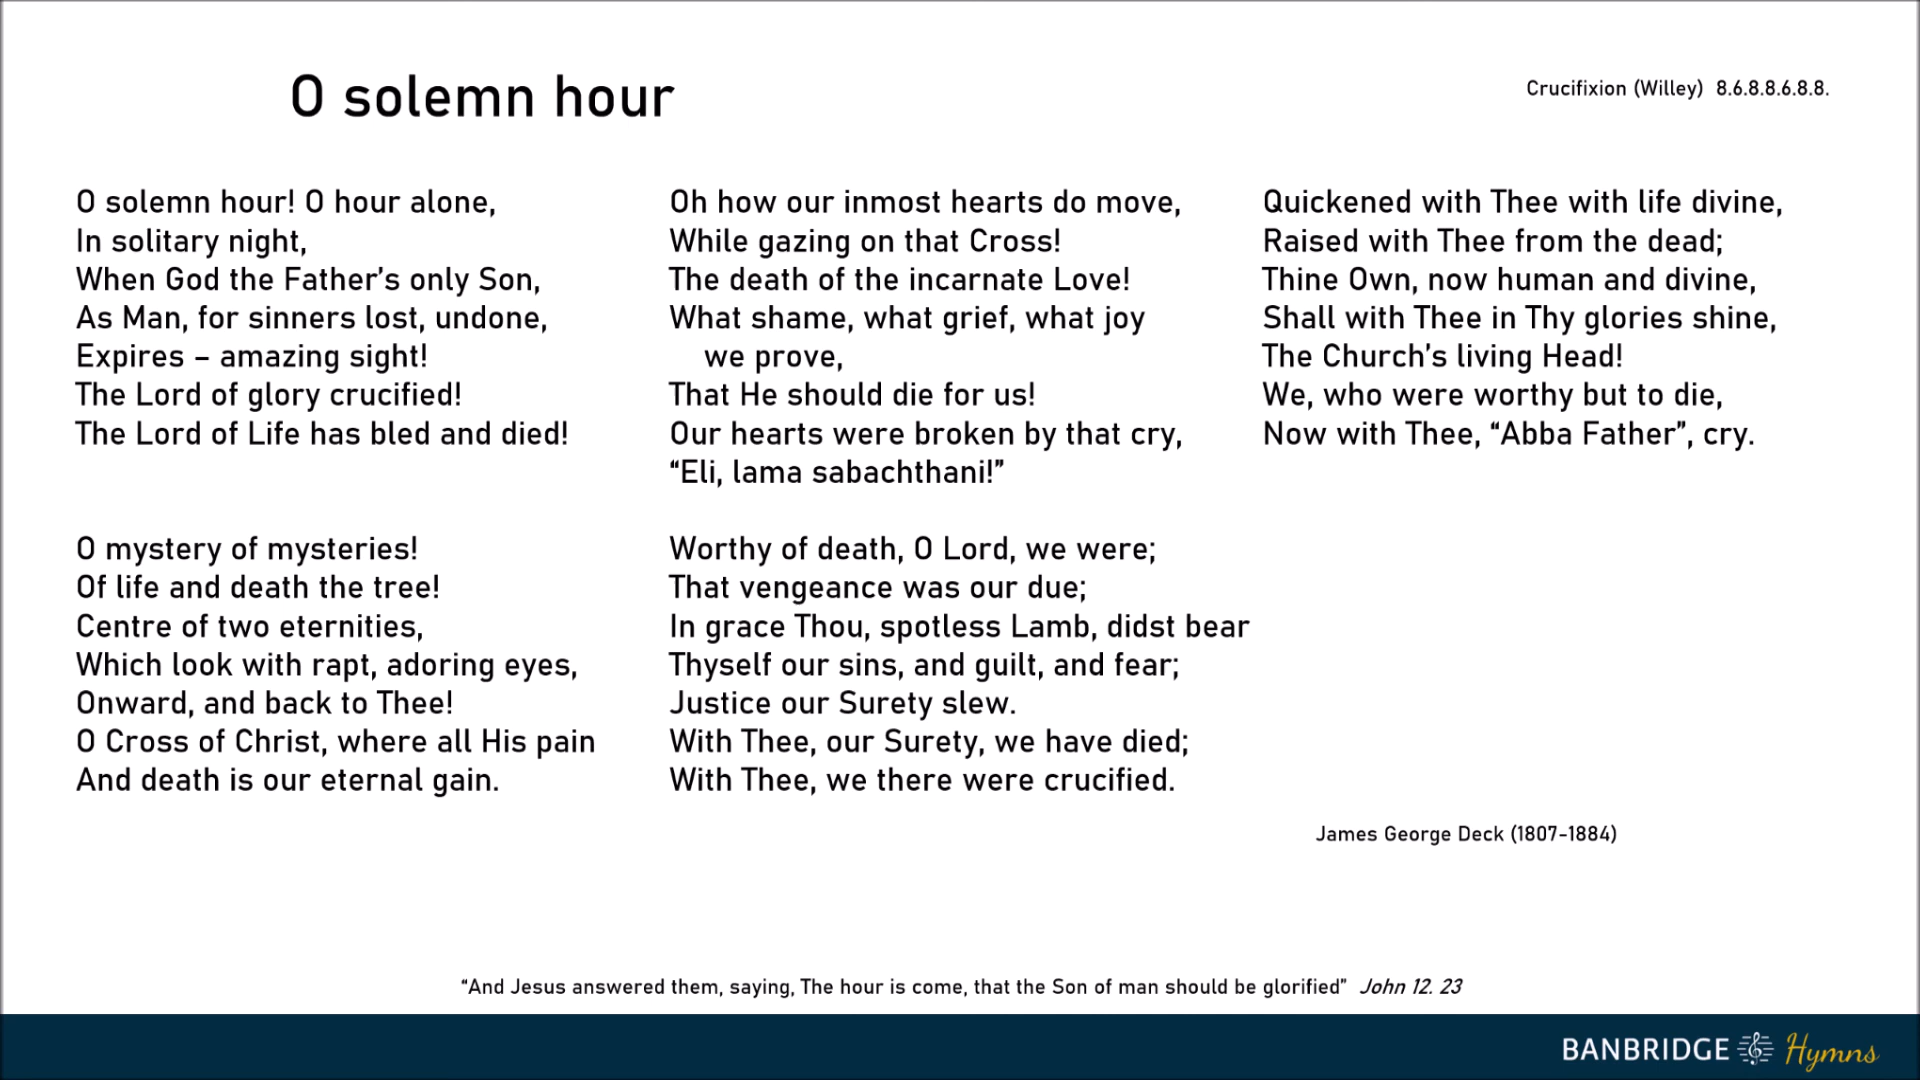 O solemn hour
Crucifixion (Willey)  8.6.8.8.6.8.8.
O solemn hour! O hour alone,
In solitary night,
When God the Father’s only Son,
As Man, for sinners lost, undone,
Expires – amazing sight!
The Lord of glory crucified!
The Lord of Life has bled and died!
O mystery of mysteries!
Of life and death the tree!
Centre of two eternities,
Which look with rapt, adoring eyes,
Onward, and back to Thee!
O Cross of Christ, where all His pain
And death is our eternal gain.
Oh how our inmost hearts do move,
While gazing on that Cross!
The death of the incarnate Love!
What shame, what grief, what joy
we prove,
That He should die for us!
Our hearts were broken by that cry,
“Eli, lama sabachthani!”
Worthy of death, O Lord, we were;
That vengeance was our due;
In grace Thou, spotless Lamb, didst bear
Thyself our sins, and guilt, and fear;
Justice our Surety slew.
With Thee, our Surety, we have died;
With Thee, we there were crucified.
Quickened with Thee with life divine,
Raised with Thee from the dead;
Thine Own, now human and divine,
Shall with Thee in Thy glories shine,
The Church’s living Head!
We, who were worthy but to die,
Now with Thee, “Abba Father”, cry.
James George Deck (1807-1884)
“And Jesus answered them, saying, The hour is come, that the Son of man should be glorified”  John 12. 23
BANBRIDGE Hymns